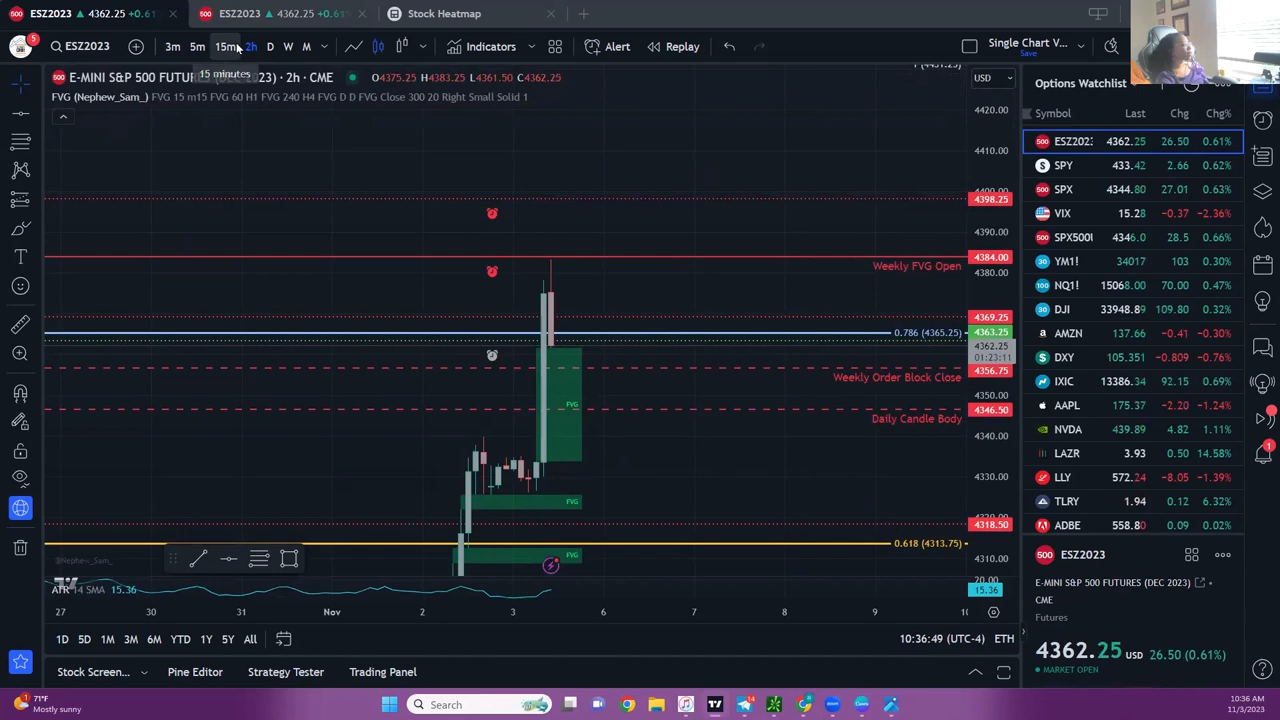 ESZ2023 ▲ 4362.25 +0.61
ESZ2023 ▲ 4362.25 +0.63
Stock Heatmap
5
ESZ2023
3m
15m
2h
D
W
M
Indicators
Alert
Replay
Save
15 minutes
E-MINI S&P 500 FUTUR
2023) · 2h · CME
O4375.25 H4383.25 L4361.50
FVG (Nephew_Sam_) FVG 15 m15 FVG 60 H1 FVG 240 H4 FVG D D FVG Close 300 20 Right Small Solid 1
USD
4420.00
4410.00
4400.00
4398.25
4390.00
4384.00
Weekly FVG Open
4380.00
4369.25
0.786 (4365.25)
4363.25
4362.25
01:23:11
4356.75
Weekly Order Block Close
4350.00
FVG
4346.50
Daily Candle Body
4340.00
4330.00
FVG
4318.50
0.618 (4313.75)
FVG
4310.00
@Nephew_Sam_
20.00
ATR 14 SMA 15.36
15.36
27
30
31
Nov
2
3
6
7
8
9
10
1D
5D
1M
3M
6M
YTD
1Y
5Y
All
10:36:49 (UTC-4)
ETH
Stock Screen...
Pine Editor
Strategy Tester
Trading Panel
Options Watchlist
Symbol Last Chg Chg%
ESZ202: 4362.25 26.50 0.61%
SPY 433.42 2.66 0.62%
SPX 4344.80 27.01 0.63%
VIX 15.28 −0.37 −2.36%
SPX500 4346.0 28.5 0.66%
YM1! 34017 103 0.30%
NQ1! 15068.00 70.00 0.47%
DJI 33948.89 109.80 0.32%
AMZN 137.66 −0.41 −0.30%
DXY 105.351 −0.809 −0.76%
IXIC 13386.34 92.15 0.69%
AAPL 175.37 −2.20 −1.24%
NVDA 439.89 4.82 1.11%
LAZR 3.93 0.50 14.58%
LLY 572.24 −8.05 −1.39%
TLRY 1.94 0.12 6.32%
ADBE 558.80 0.09 0.02%
1
ESZ2023
E-MINI S&P 500 FUTURES (DEC 2023)
CME
Futures
4362.25 USD 26.50 (0.61%)
MARKET OPEN
71°F
Mostly sunny
Search
10:36 AM
11/3/2023